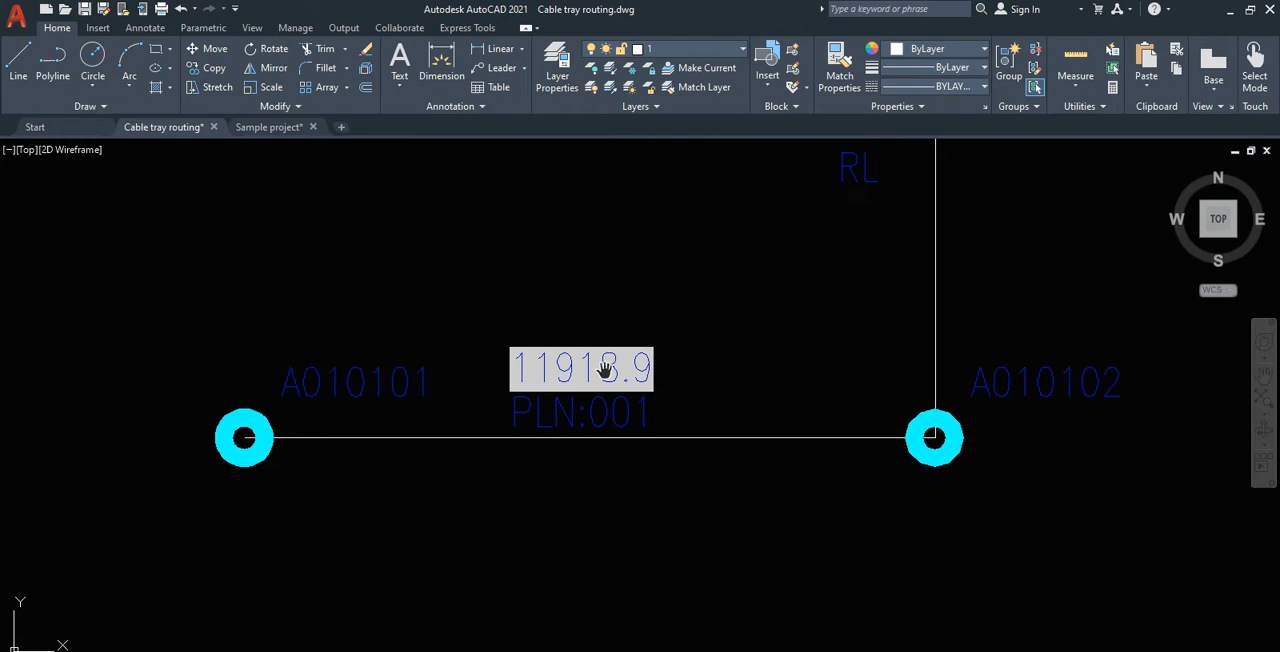 Autodesk AutoCAD 2021 Cable tray routing.dwg
Type a keyword or phrase
Sign In
Home Insert Annotate Parametric View Manage Output Collaborate Express Tools
Line Polyline Circle Arc
Move Rotate Trim
Copy Mirror Fillet
Stretch Scale Array
Text Dimension
Linear
Leader
Table
Layer Properties
1
Make Current
Match Layer
Insert
Match Properties
ByLayer
ByLayer
BYLAY...
Group
Measure
Paste
Base
Select Mode
Draw Modify Annotation Layers Block Properties Groups Utilities Clipboard View Touch
Start Cable tray routing* Sample project*
[−][Top][2D Wireframe]
RL
N
W TOP E
S
WCS
A010101
PLN:001
A010102
Y
X